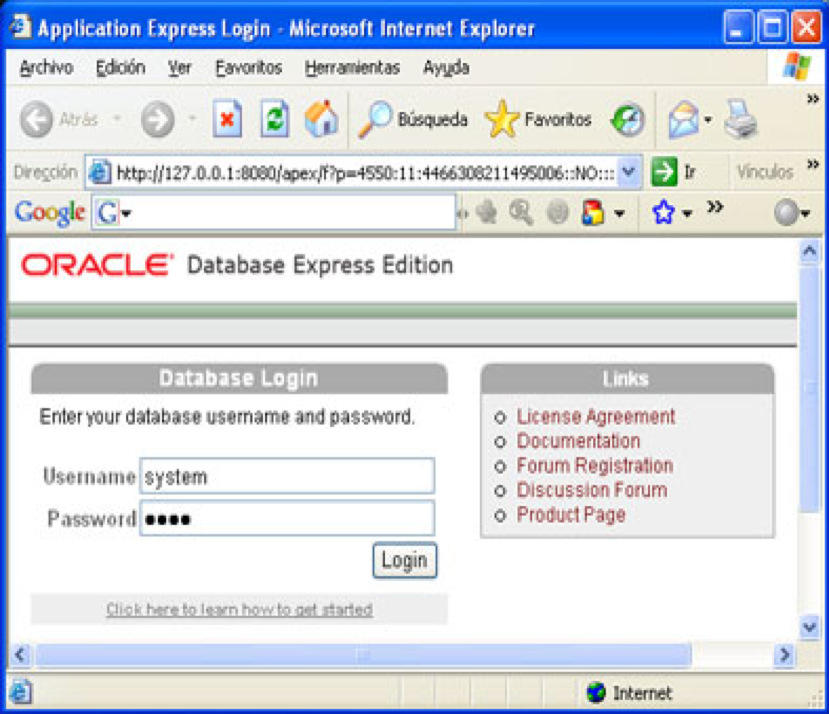 Application Express Login - Microsoft Internet Explorer
Archivo Edición Ver Favoritos Herramientas Ayuda
Atrás Búsqueda Favoritos »
Dirección http://127.0.0.1:8080/apex/f?p=4550:11:4466308211495006::NO::: Ir Vínculos »
Google G »
ORACLE Database Express Edition
Database Login
Enter your database username and password.
Username system
Password ●●●●
Login
Click here to learn how to get started
Links
License Agreement
Documentation
Forum Registration
Discussion Forum
Product Page
Internet